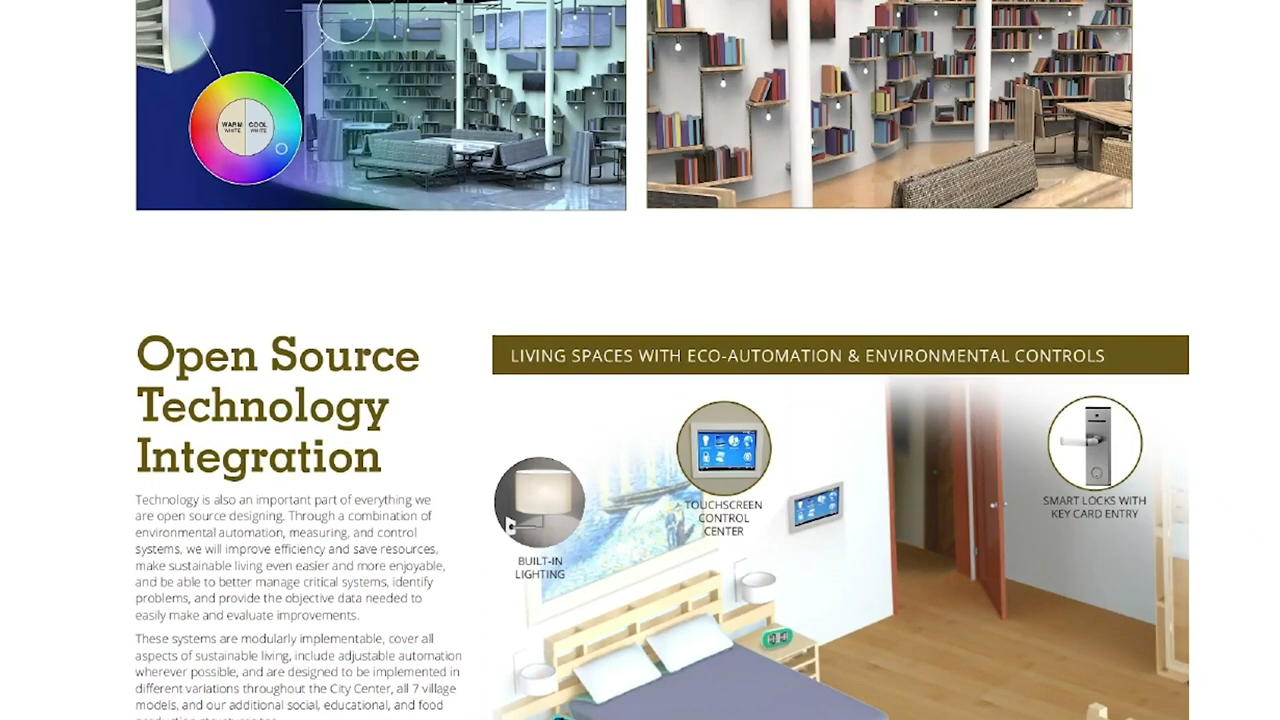 WARM COOL
WHITE WHITE
Open Source
Technology
Integration
Technology is also an important part of everything we
are open source designing. Through a combination of
environmental automation, measuring, and control
systems, we will improve efficiency and save resources,
make sustainable living even easier and more enjoyable,
and be able to better manage critical systems, identify
problems, and provide the objective data needed to
easily make and evaluate improvements.
These systems are modularly implementable, cover all
aspects of sustainable living, include adjustable automation
wherever possible, and are designed to be implemented in
different variations throughout the City Center, all 7 village
models, and our additional social, educational, and food
LIVING SPACES WITH ECO-AUTOMATION & ENVIRONMENTAL CONTROLS
BUILT-IN
LIGHTING
TOUCHSCREEN
CONTROL
CENTER
SMART LOCKS WITH
KEY CARD ENTRY